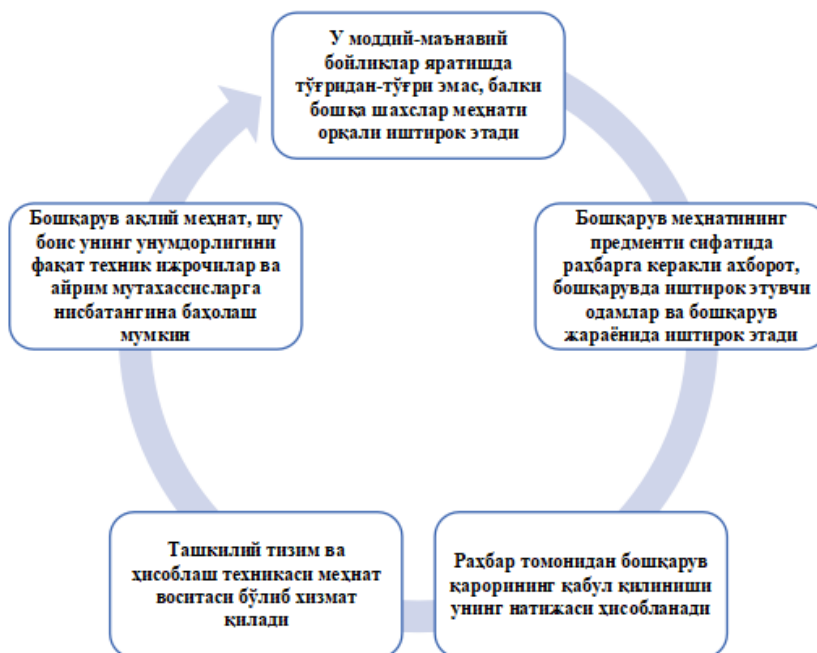 У моддий-маънавий
бойликлар яратишда
тўғридан-тўғри эмас, балки
бошқа шахслар меҳнати
орқали иштирок этади
Бошқарув меҳнатининг
предменти сифатида
раҳбарга керакли ахборот,
бошқарувда иштирок этувчи
одамлар ва бошқарув
жараёнида иштирок этади
Раҳбар томонидан бошқарув
қарорининг қабул қилиниши
унинг натижаси ҳисобланади
Ташкилий тизим ва
ҳисоблаш техникаси меҳнат
воситаси бўлиб хизмат
қилади
Бошқарув ақлий меҳнат, шу
боис унинг унумдорлигини
фақат техник ижрочилар ва
айрим мутахассисларга
нисбатангина баҳолаш
мумкин